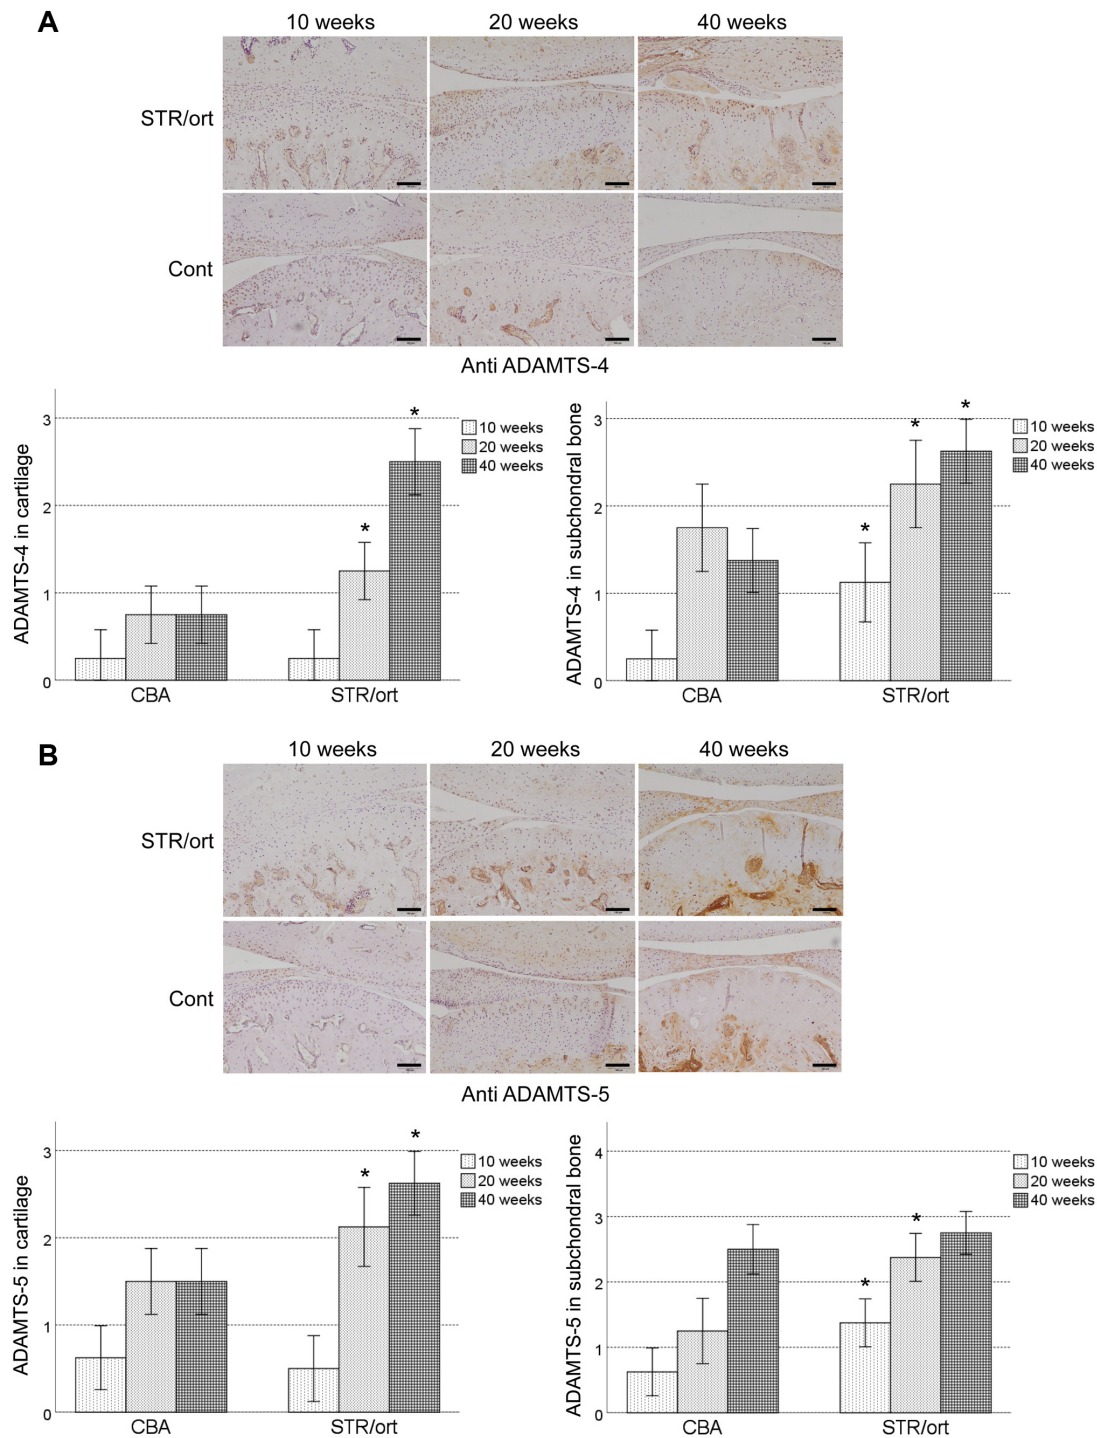 A
10 weeks
20 weeks
40 weeks
STR/ort
Cont
Anti ADAMTS-4
ADAMTS-4 in cartilage
3
2
1
0
*
*
10 weeks
20 weeks
40 weeks
CBA
STR/ort
ADAMTS-4 in subchondral bone
3
2
1
0
*
*
*
10 weeks
20 weeks
40 weeks
CBA
STR/ort
B
10 weeks
20 weeks
40 weeks
STR/ort
Cont
Anti ADAMTS-5
ADAMTS-5 in cartilage
3
2
1
0
*
*
10 weeks
20 weeks
40 weeks
CBA
STR/ort
ADAMTS-5 in subchondral bone
4
3
2
1
0
*
*
10 weeks
20 weeks
40 weeks
CBA
STR/ort